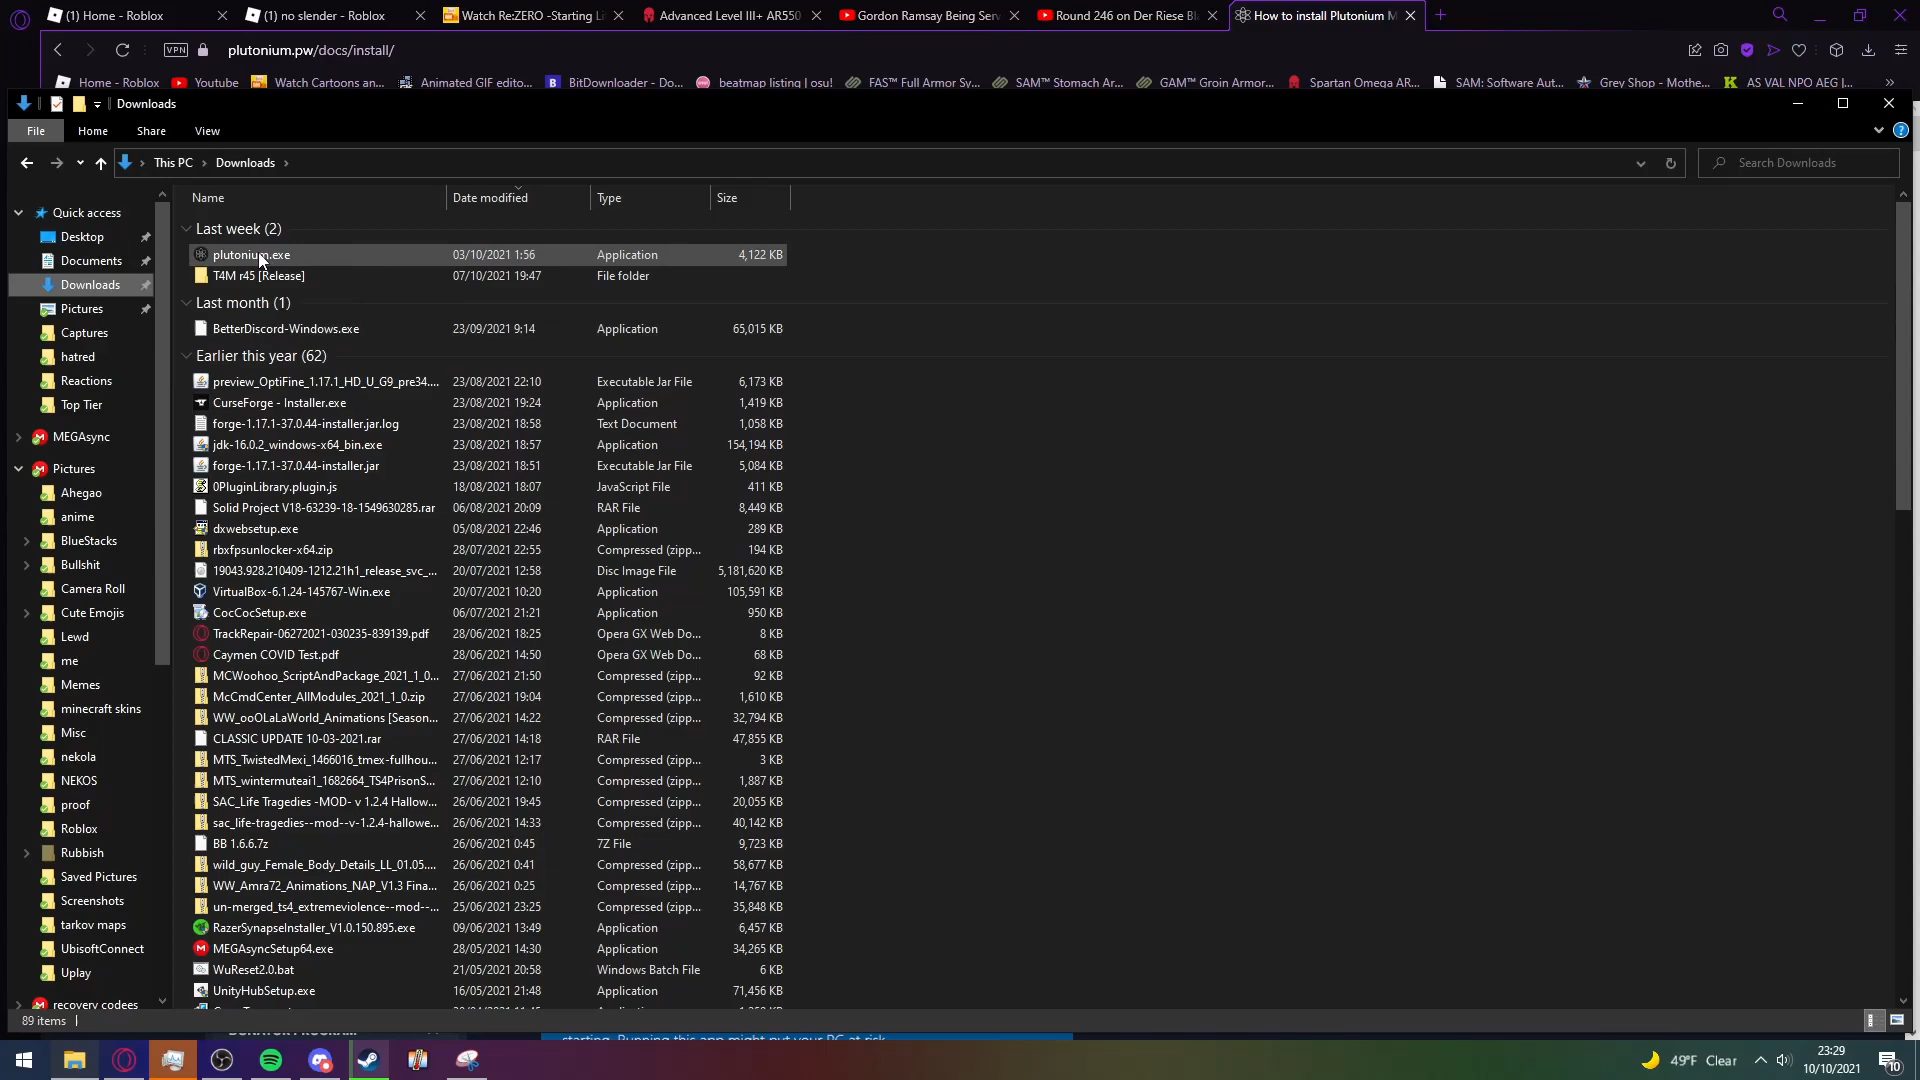 (1) Home - Roblox
(1) no slender - Roblox
Watch Re:ZERO -Starting Li
Advanced Level III+ AR550
Gordon Ramsay Being Serv
Round 246 on Der Riese Bl
How to install Plutonium M
VPN
plutonium.pw/docs/install/
Home - Roblox
Youtube
Watch Cartoons an...
Animated GIF edito...
BitDownloader - Do...
beatmap listing | osu!
FAS™ Full Armor Sy...
SAM™ Stomach Ar...
GAM™ Groin Armor...
Spartan Omega AR...
SAM: Software Aut...
Grey Shop - Mothe...
AS VAL NPO AEG |...
Downloads
File
Home
Share
View
This PC
Downloads
Search Downloads
Name
Date modified
Type
Size
Quick access
Desktop
Documents
Downloads
Pictures
Captures
hatred
Reactions
Top Tier
MEGAsync
Pictures
Ahegao
anime
BlueStacks
Bullshit
Camera Roll
Cute Emojis
Lewd
me
Memes
minecraft skins
Misc
nekola
NEKOS
proof
Roblox
Rubbish
Saved Pictures
Screenshots
tarkov maps
UbisoftConnect
Uplay
recovery codees
Last week (2)
plutonium.exe 03/10/2021 1:56 Application 4,122 KB
T4M r45 [Release] 07/10/2021 19:47 File folder
Last month (1)
BetterDiscord-Windows.exe 23/09/2021 9:14 Application 65,015 KB
Earlier this year (62)
preview_OptiFine_1.17.1_HD_U_G9_pre34.... 23/08/2021 22:10 Executable Jar File 6,173 KB
CurseForge - Installer.exe 23/08/2021 19:24 Application 1,419 KB
forge-1.17.1-37.0.44-installer.jar.log 23/08/2021 18:58 Text Document 1,058 KB
jdk-16.0.2_windows-x64_bin.exe 23/08/2021 18:57 Application 154,194 KB
forge-1.17.1-37.0.44-installer.jar 23/08/2021 18:51 Executable Jar File 5,084 KB
0PluginLibrary.plugin.js 18/08/2021 18:07 JavaScript File 411 KB
Solid Project V18-63239-18-1549630285.rar 06/08/2021 20:09 RAR File 8,449 KB
dxwebsetup.exe 05/08/2021 22:46 Application 289 KB
rbxfpsunlocker-x64.zip 28/07/2021 22:55 Compressed (zipp... 194 KB
19043.928.210409-1212.21h1_release_svc_... 20/07/2021 12:58 Disc Image File 5,181,620 KB
VirtualBox-6.1.24-145767-Win.exe 20/07/2021 10:20 Application 105,591 KB
CocCocSetup.exe 06/07/2021 21:21 Application 950 KB
TrackRepair-06272021-030235-839139.pdf 28/06/2021 18:25 Opera GX Web Do... 8 KB
Caymen COVID Test.pdf 28/06/2021 14:50 Opera GX Web Do... 68 KB
MCWoohoo_ScriptAndPackage_2021_1_0... 27/06/2021 21:50 Compressed (zipp... 92 KB
McCmdCenter_AllModules_2021_1_0.zip 27/06/2021 19:04 Compressed (zipp... 1,610 KB
WW_ooOLaLaWorld_Animations [Season... 27/06/2021 14:22 Compressed (zipp... 32,794 KB
CLASSIC UPDATE 10-03-2021.rar 27/06/2021 14:18 RAR File 47,855 KB
MTS_TwistedMexi_1466016_tmex-fullhou... 27/06/2021 12:17 Compressed (zipp... 3 KB
MTS_wintermuteai1_1682664_TS4PrisonS... 27/06/2021 12:10 Compressed (zipp... 1,887 KB
SAC_Life Tragedies -MOD- v 1.2.4 Hallow... 26/06/2021 19:45 Compressed (zipp... 20,055 KB
sac_life-tragedies--mod--v-1.2.4-hallowe... 26/06/2021 14:33 Compressed (zipp... 40,142 KB
BB 1.6.6.7z 26/06/2021 0:45 7Z File 9,723 KB
wild_guy_Female_Body_Details_LL_01.05.... 26/06/2021 0:41 Compressed (zipp... 58,677 KB
WW_Amra72_Animations_NAP_V1.3 Fina... 26/06/2021 0:25 Compressed (zipp... 14,767 KB
un-merged_ts4_extremeviolence--mod--... 25/06/2021 23:25 Compressed (zipp... 35,848 KB
RazerSynapseInstaller_V1.0.150.895.exe 09/06/2021 13:49 Application 6,457 KB
MEGAsyncSetup64.exe 28/05/2021 14:30 Application 34,265 KB
WuReset2.0.bat 21/05/2021 20:58 Windows Batch File 6 KB
UnityHubSetup.exe 16/05/2021 21:48 Application 71,456 KB
89 items
starting. Running this app might put your PC at risk.
49°F Clear
23:29
10/10/2021
10